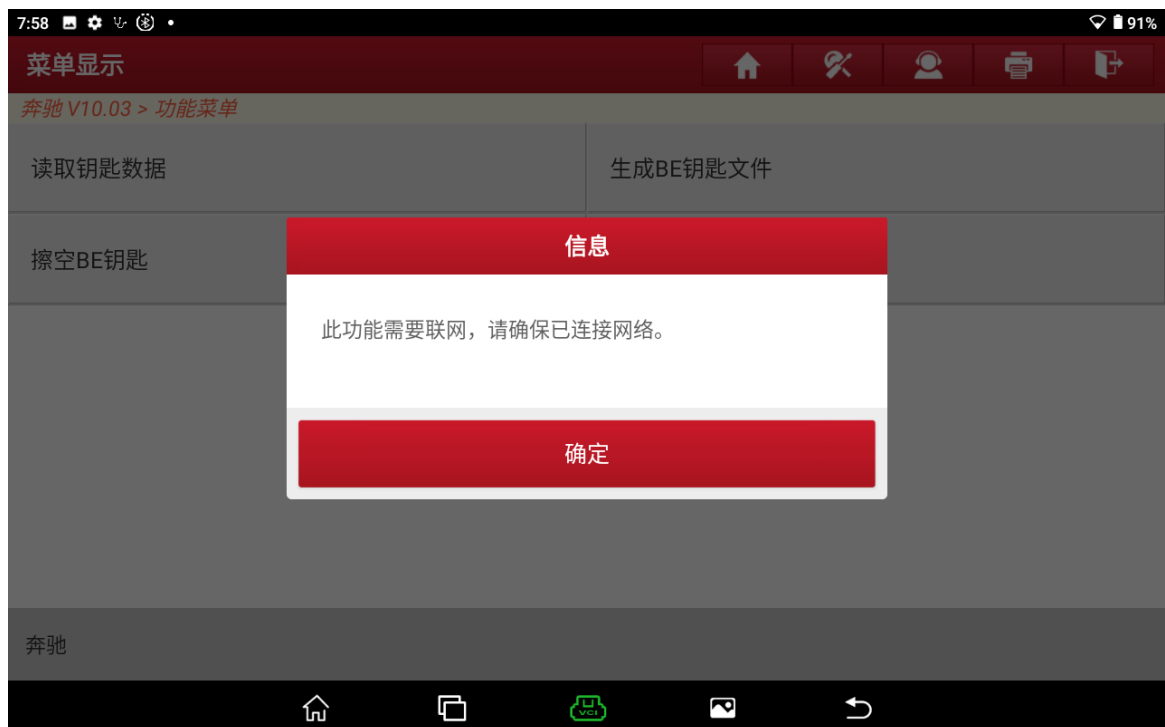 7:58
91%
菜单显示
奔驰 V10.03 > 功能菜单
读取钥匙数据
生成BE钥匙文件
擦空BE钥匙
信息
此功能需要联网，请确保已连接网络。
确定
奔驰
VCI